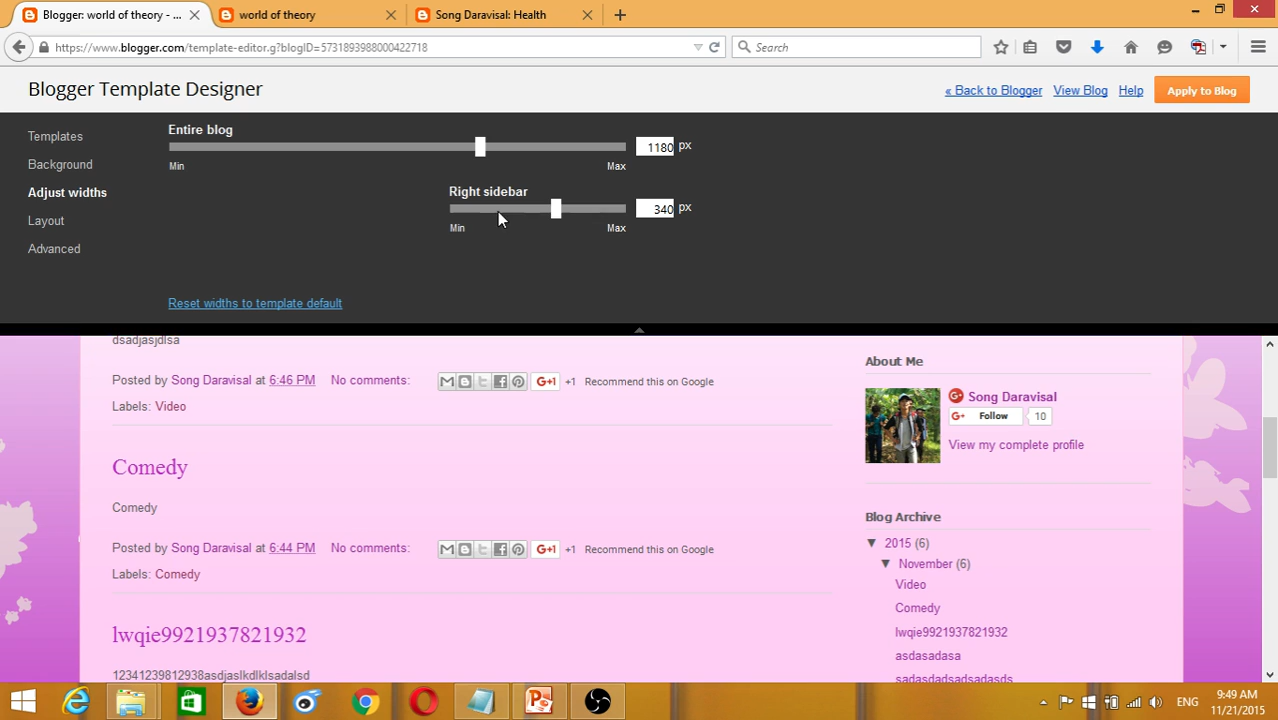 Blogger: world of theory - ...
world of theory
Song Daravisal: Health
https://www.blogger.com/template-editor.g?blogID=5731893988000422718
Search
Blogger Template Designer
« Back to Blogger
View Blog
Help
Apply to Blog
Templates
Background
Adjust widths
Layout
Advanced
Entire blog
1180 px
Min
Max
Right sidebar
340 px
Min
Max
Reset widths to template default
dsadjasjdlsa
Posted by Song Daravisal at 6:46 PM No comments:
G+1 +1 Recommend this on Google
Labels: Video
Comedy
Comedy
Posted by Song Daravisal at 6:44 PM No comments:
G+1 +1 Recommend this on Google
Labels: Comedy
lwqie9921937821932
12341239812938asdjaslkdlklsadalsd
About Me
Song Daravisal
G+ Follow 10
View my complete profile
Blog Archive
▼ 2015 (6)
▼ November (6)
Video
Comedy
lwqie9921937821932
asdasadasa
sadasdadsadsadasds
ENG
9:49 AM
11/21/2015